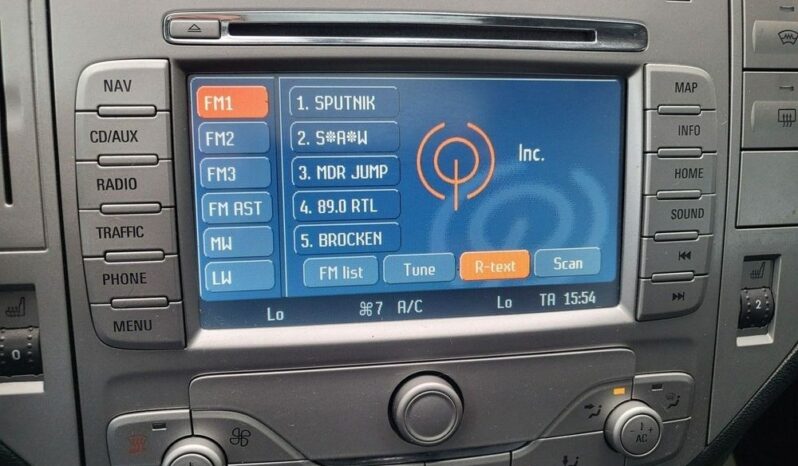 NAV
CD/AUX
RADIO
TRAFFIC
PHONE
MENU
FM1
FM2
FM3
FM AST
MW
LW
1. SPUTNIK
2. S❋A❋W
3. MDR JUMP
4. 89.0 RTL
5. BROCKEN
Inc.
FM list
Tune
R-text
Scan
Lo
7 A/C
Lo
TA 15:54
MAP
INFO
HOME
SOUND
0
2
AC